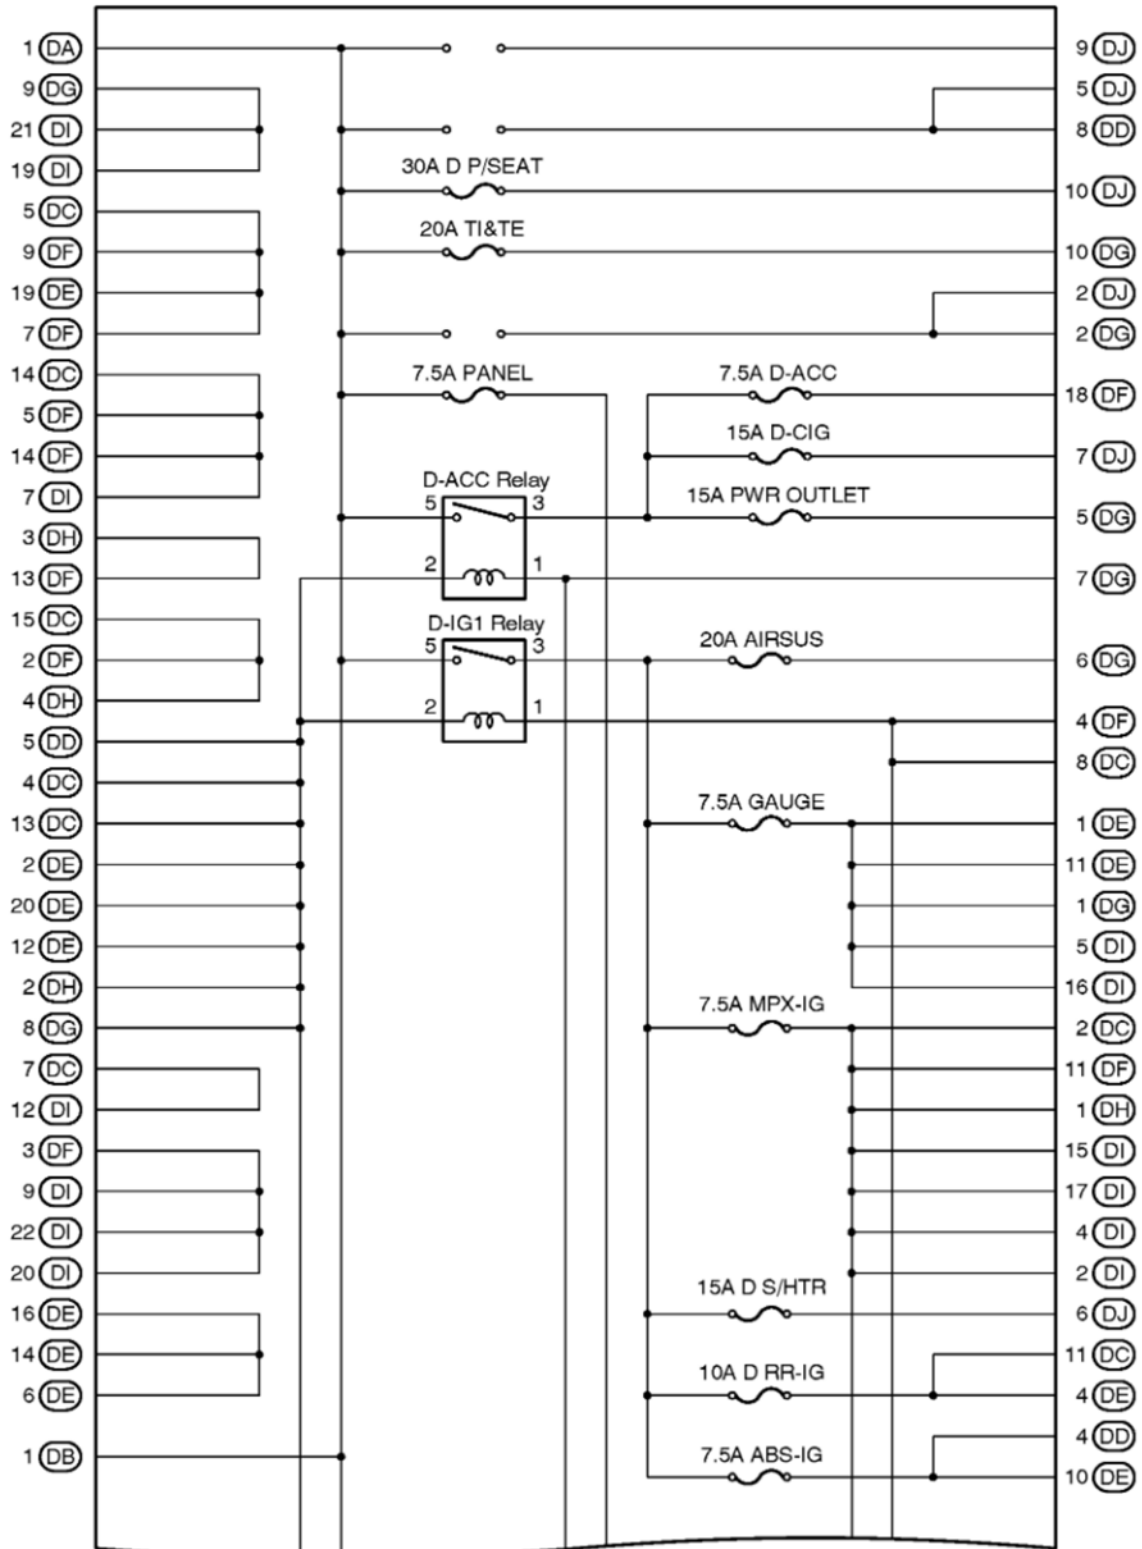 1 DA
9 DJ
9 DG
5 DJ
21 DI
8 DD
30A D P/SEAT
19 DI
10 DJ
5 DC
20A TI&TE
9 DF
10 DG
19 DE
2 DJ
7 DF
2 DG
14 DC
7.5A PANEL
7.5A D-ACC
18 DF
5 DF
15A D-CIG
14 DF
7 DJ
D-ACC Relay
7 DI
5 3
15A PWR OUTLET
5 DG
3 DH
2 1
13 DF
7 DG
15 DC
D-IG1 Relay
5 3
20A AIRSUS
2 DF
6 DG
4 DH
2 1
4 DF
5 DD
8 DC
4 DC
7.5A GAUGE
13 DC
1 DE
2 DE
11 DE
20 DE
1 DG
12 DE
5 DI
2 DH
16 DI
7.5A MPX-IG
8 DG
2 DC
7 DC
11 DF
12 DI
1 DH
3 DF
15 DI
9 DI
17 DI
22 DI
4 DI
20 DI
2 DI
15A D S/HTR
16 DE
6 DJ
14 DE
11 DC
10A D RR-IG
6 DE
4 DE
4 DD
7.5A ABS-IG
1 DB
10 DE